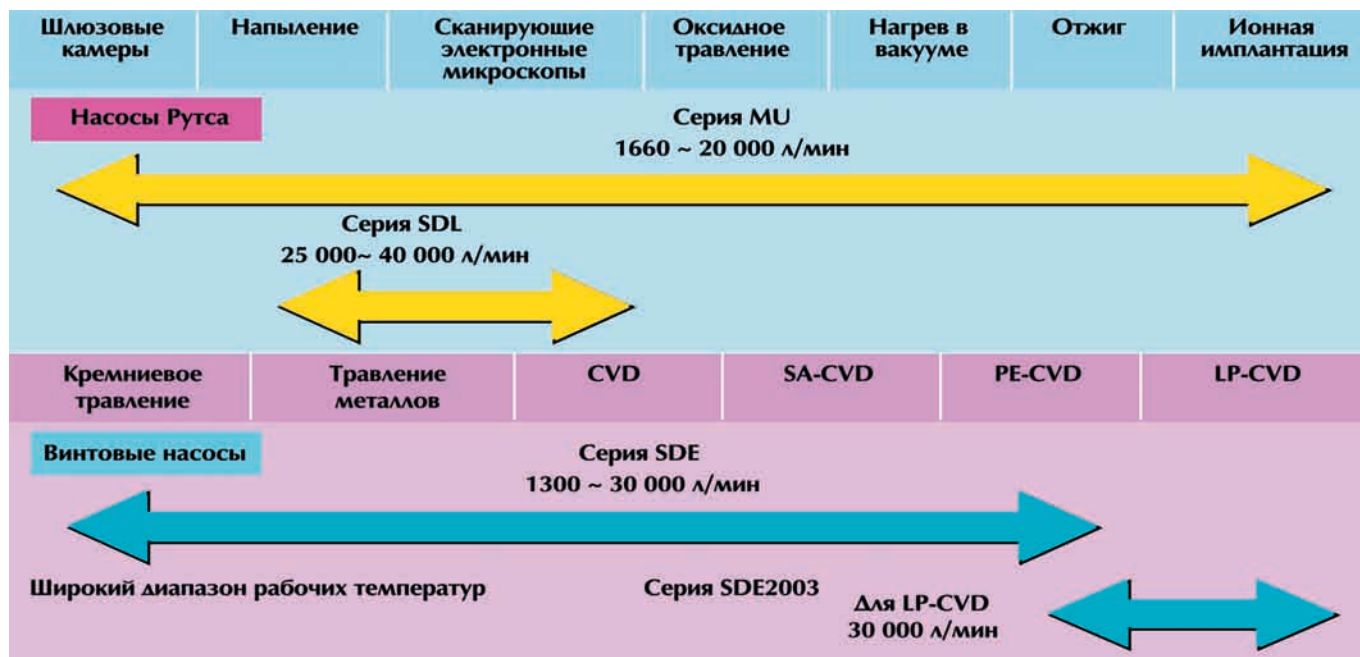 Шлюзовые
камеры
Напыление
Сканирующие
электронные
микроскопы
Оксидное
травление
Нагрев в
вакууме
Отжиг
Ионная
имплантация
Насосы Рутса
Серия MU
1660 ~ 20 000 л/мин
Серия SDL
25 000~ 40 000 л/мин
Кремниевое
травление
Травление
металлов
CVD
SA-CVD
PE-CVD
LP-CVD
Винтовые насосы
Серия SDE
1300 ~ 30 000 л/мин
Широкий диапазон рабочих температур
Серия SDE2003
Для LP-CVD
30 000 л/мин